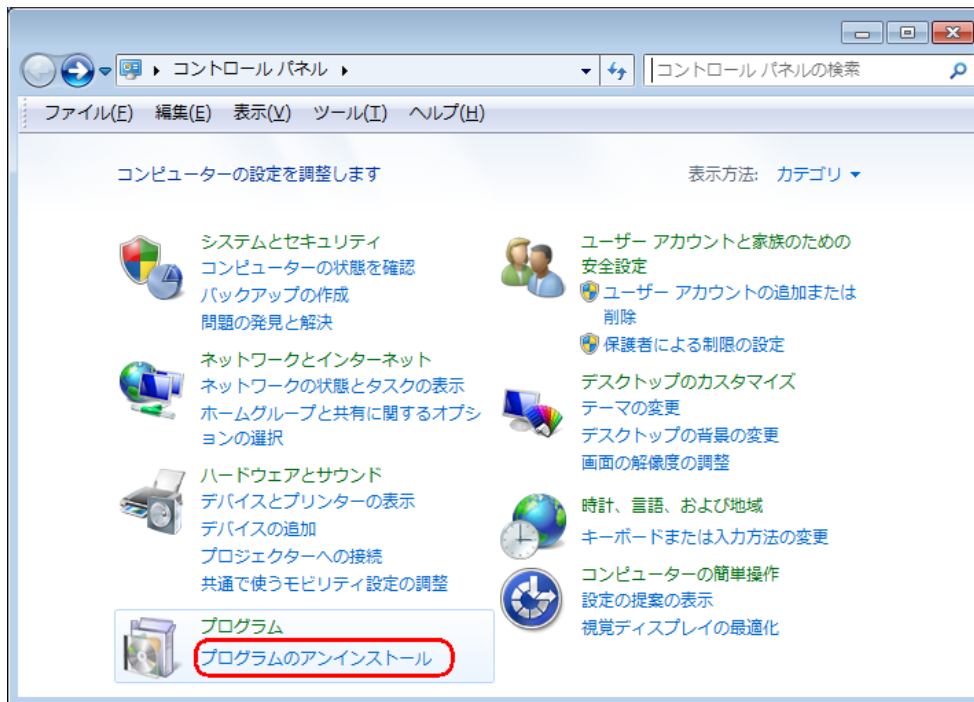 コントロール パネル
コントロール パネルの検索
ファイル(F) 編集(E) 表示(V) ツール(T) ヘルプ(H)
コンピューターの設定を調整します
表示方法: カテゴリ
システムとセキュリティ
コンピューターの状態を確認
バックアップの作成
問題の発見と解決
ネットワークとインターネット
ネットワークの状態とタスクの表示
ホームグループと共有に関するオプシ
ョンの選択
ハードウェアとサウンド
デバイスとプリンターの表示
デバイスの追加
プロジェクターへの接続
共通で使うモビリティ設定の調整
プログラム
プログラムのアンインストール
ユーザー アカウントと家族のための
安全設定
ユーザー アカウントの追加または
削除
保護者による制限の設定
デスクトップのカスタマイズ
テーマの変更
デスクトップの背景の変更
画面の解像度の調整
時計、言語、および地域
キーボードまたは入力方法の変更
コンピューターの簡単操作
設定の提案の表示
視覚ディスプレイの最適化